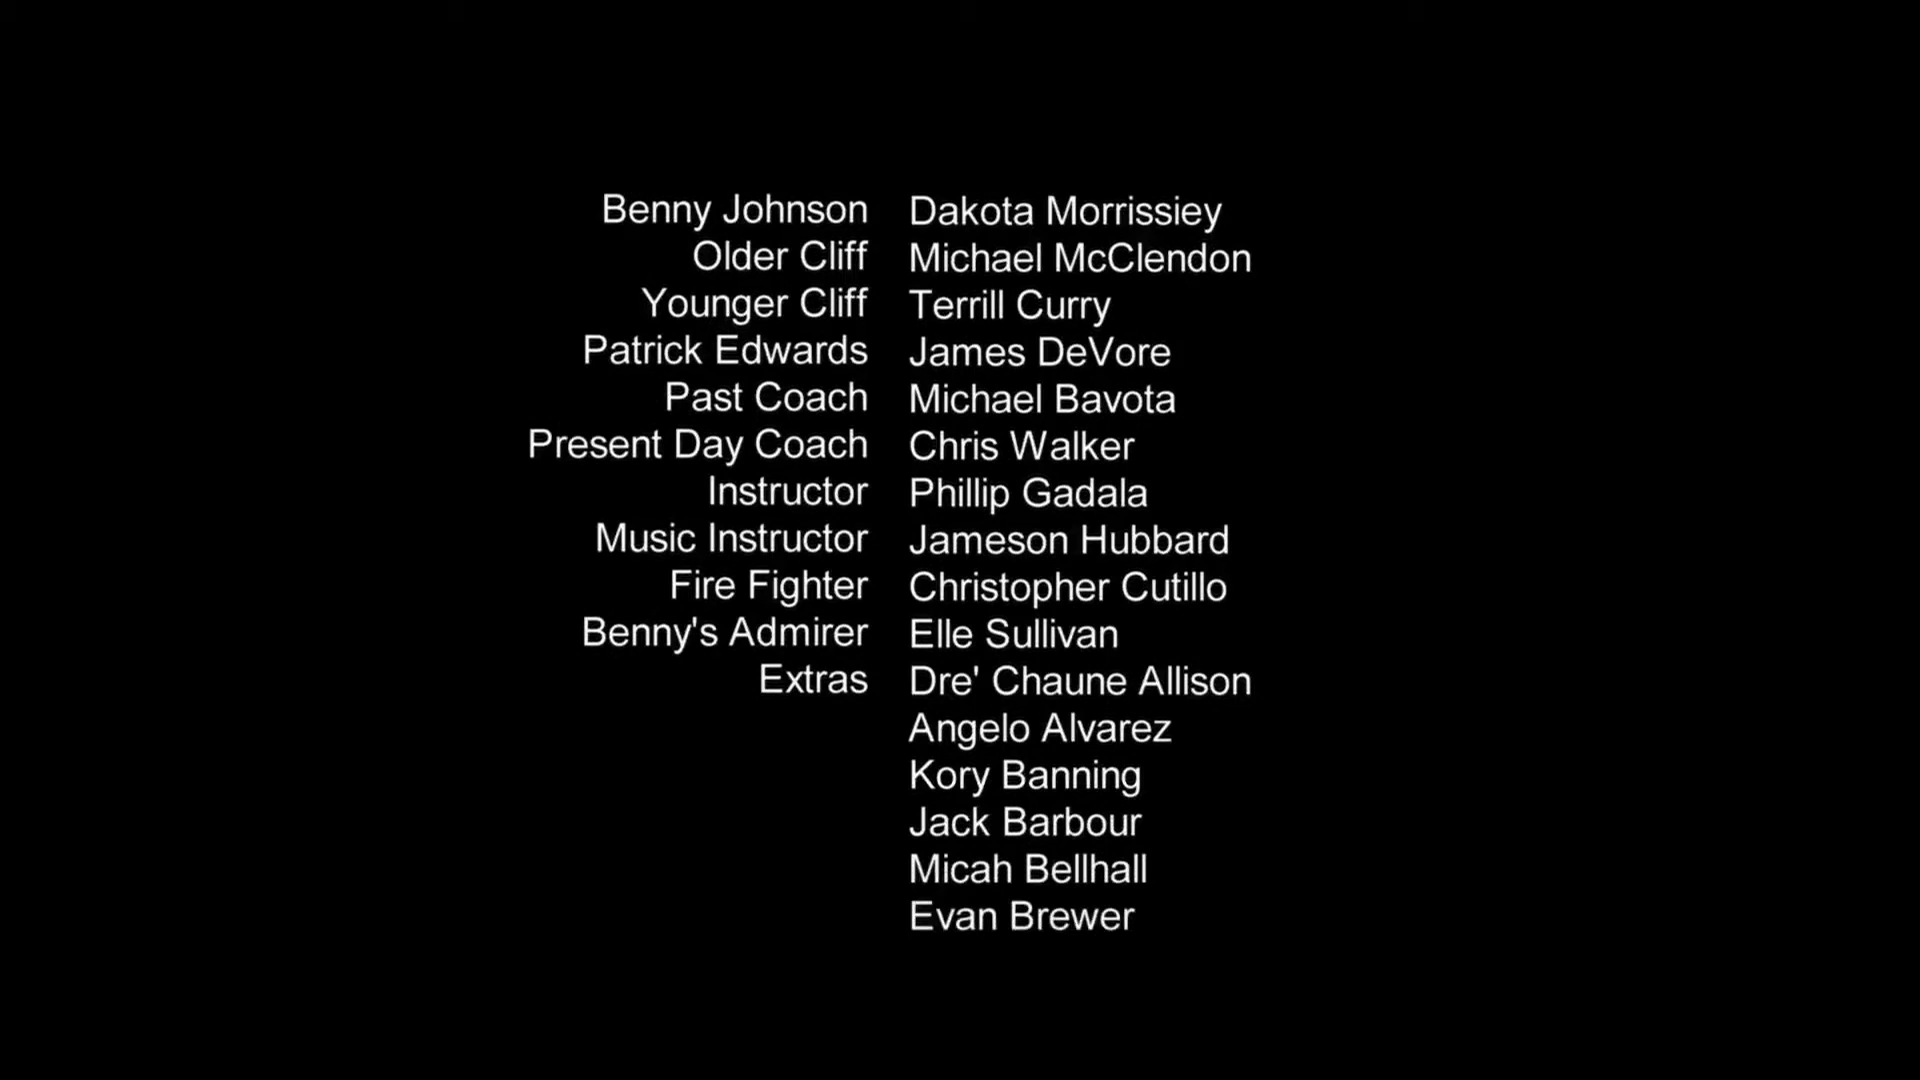 Benny Johnson Dakota Morrissiey
Older Cliff Michael McClendon
Younger Cliff Terrill Curry
Patrick Edwards James DeVore
Past Coach Michael Bavota
Present Day Coach Chris Walker
Instructor Phillip Gadala
Music Instructor Jameson Hubbard
Fire Fighter Christopher Cutillo
Benny's Admirer Elle Sullivan
Extras Dre' Chaune Allison
Angelo Alvarez
Kory Banning
Jack Barbour
Micah Bellhall
Evan Brewer